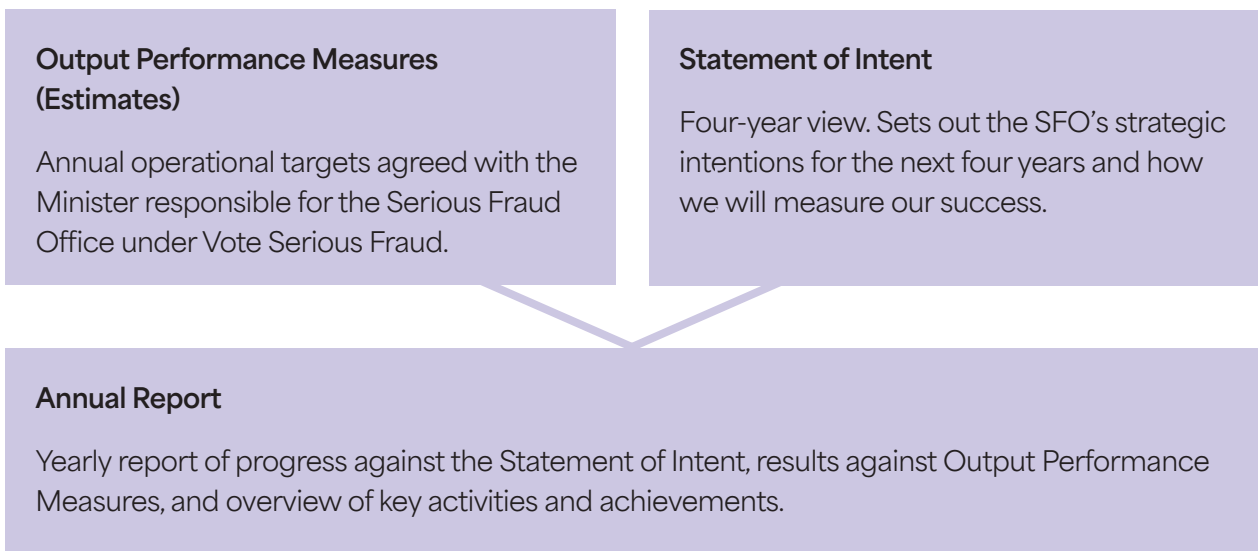 Output Performance Measures
(Estimates)
Annual operational targets agreed with the
Minister responsible for the Serious Fraud
Office under Vote Serious Fraud.
Statement of Intent
Four-year view. Sets out the SFO’s strategic
intentions for the next four years and how
we will measure our success.
Annual Report
Yearly report of progress against the Statement of Intent, results against Output Performance
Measures, and overview of key activities and achievements.